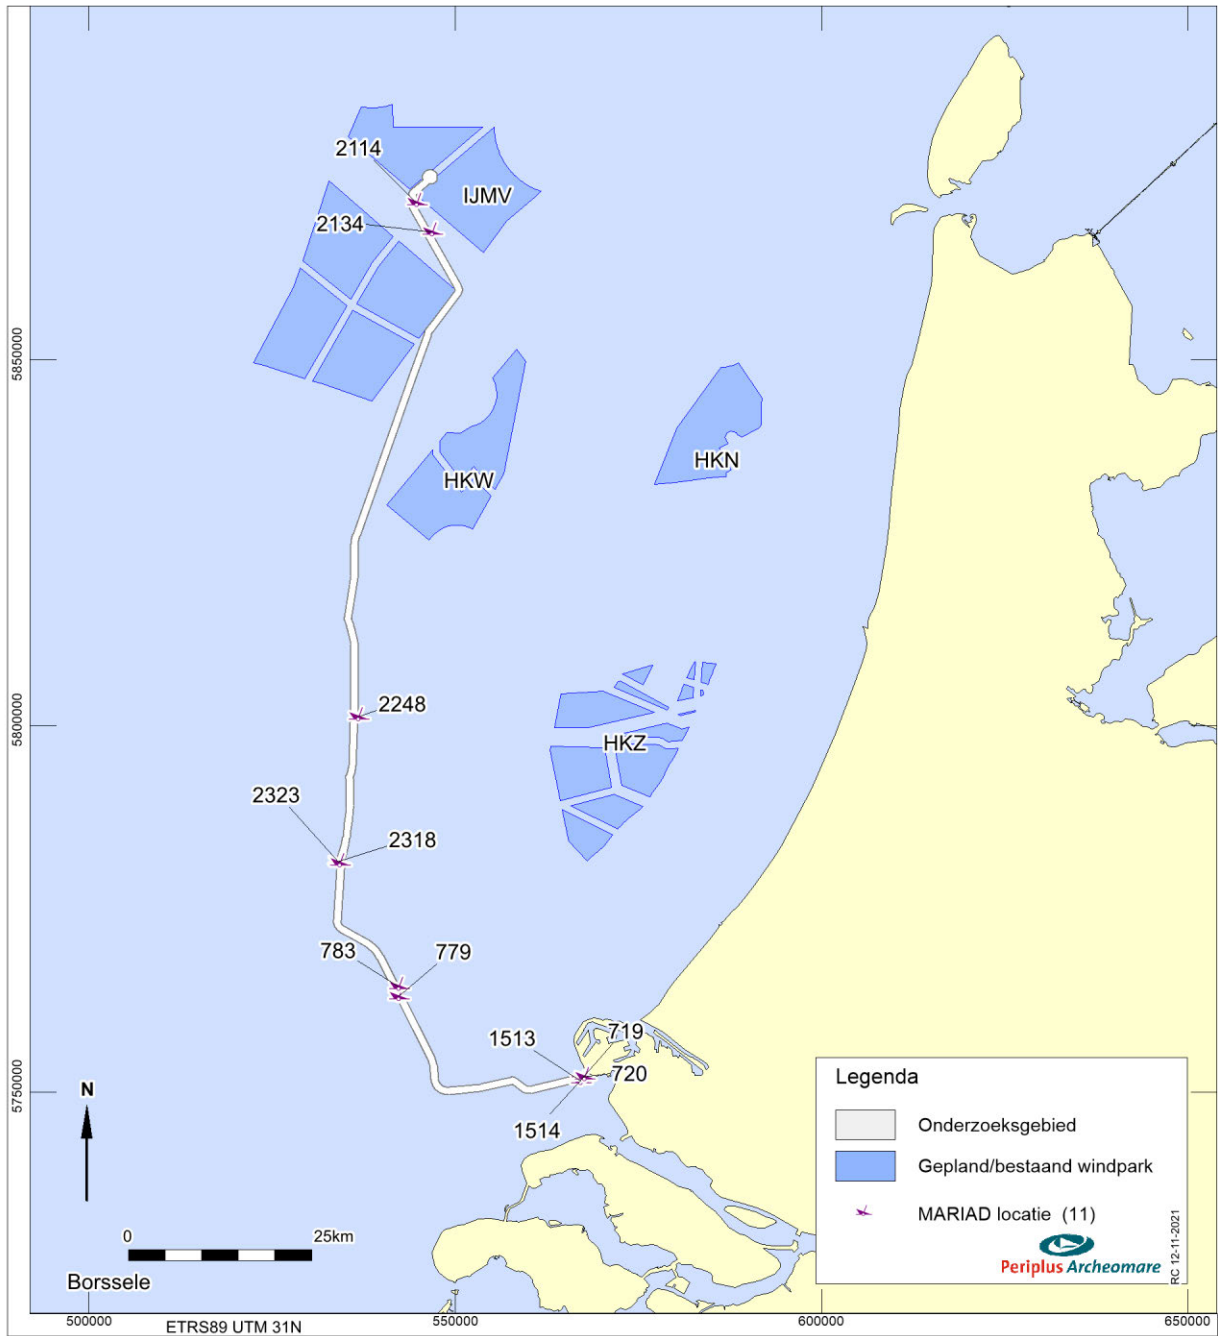 2114
IJMV
2134
5850000
HKW
HKN
2248
5800000
HKZ
2323
2318
783
779
1513
719
720
1514
5750000
N
0 25km
Borssele
Legenda
Onderzoeksgebied
Gepland/bestaand windpark
MARIAD locatie (11)
Periplus Archeomare
RC 12-11-2021
500000 550000 600000 650000
ETRS89 UTM 31N